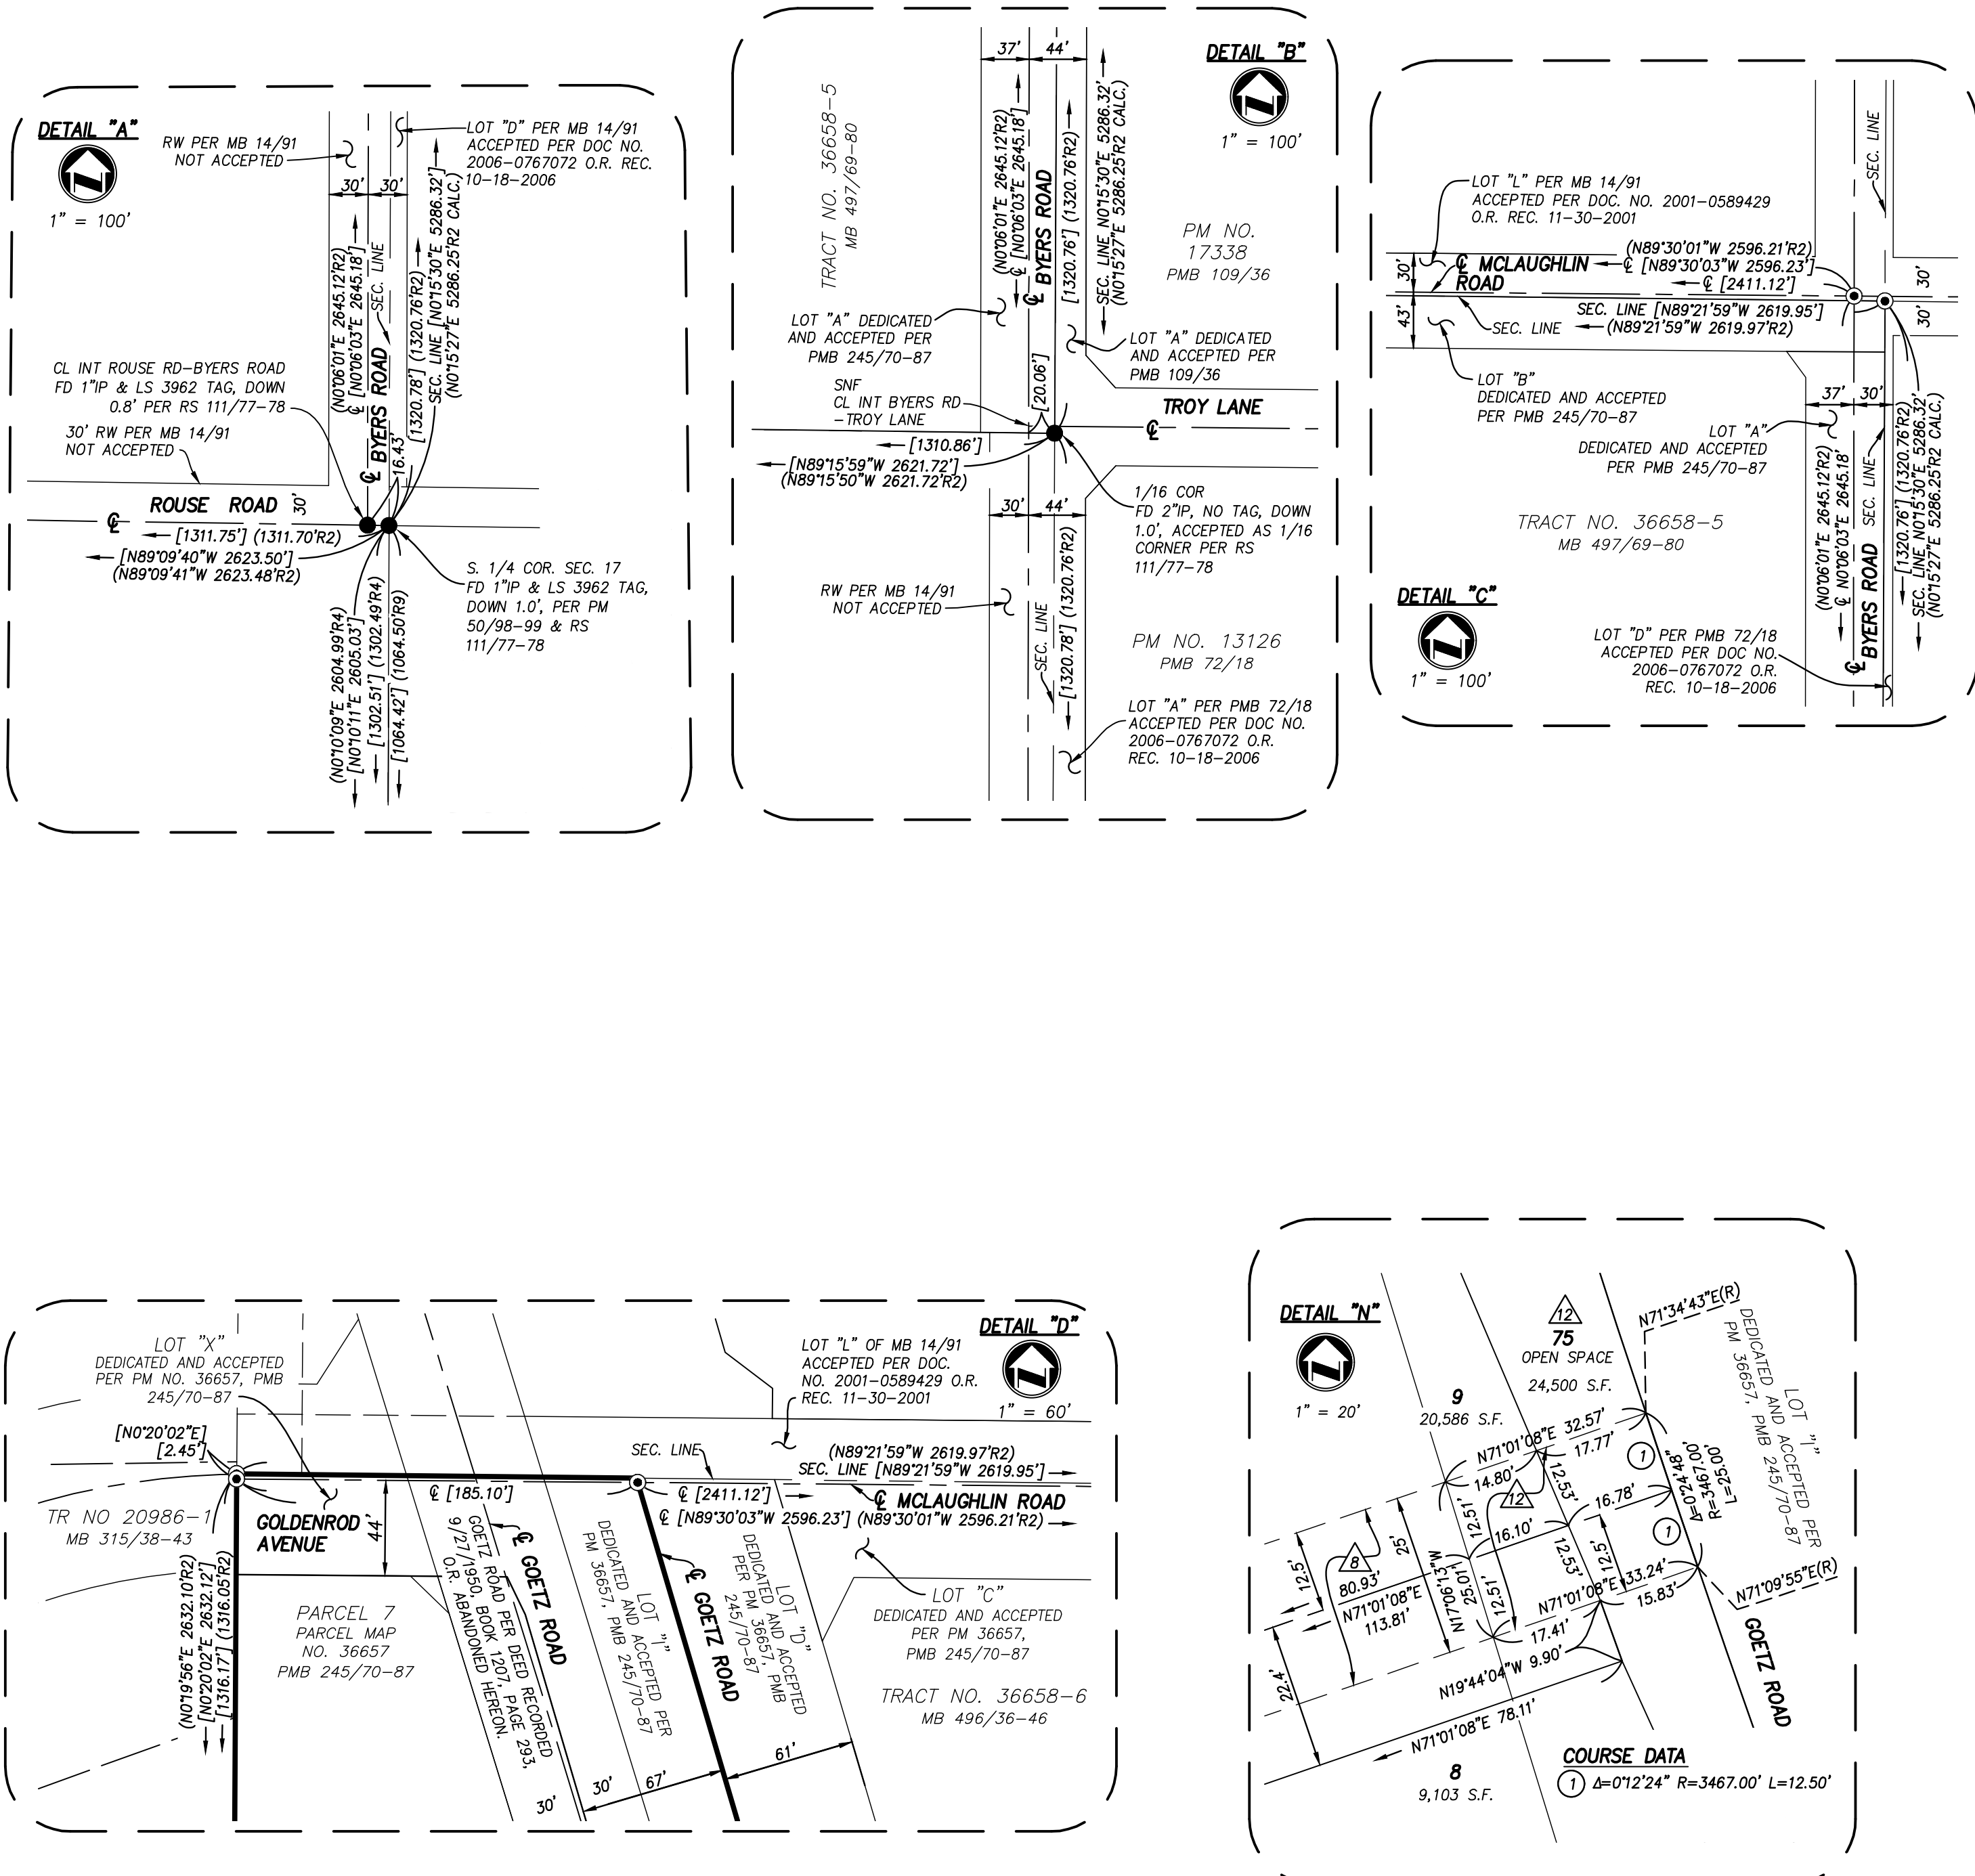 DETAIL "A"
1" = 100'
RW PER MB 14/91
NOT ACCEPTED
LOT "D" PER MB 14/91
ACCEPTED PER DOC NO.
2006-0767072 O.R. REC.
10-18-2006
30'
30'
(N0°06'01"E 2645.12'R2)
℄ [N0°06'03"E 2645.18']
℄ BYERS ROAD
SEC. LINE
16.43'
[1320.78'] (1320.76'R2)
SEC. LINE [N0°15'30"E 5286.32']
(N0°15'27"E 5286.25'R2 CALC.)
CL INT ROUSE RD-BYERS ROAD
FD 1"IP & LS 3962 TAG, DOWN
0.8' PER RS 111/77-78
30' RW PER MB 14/91
NOT ACCEPTED
ROUSE ROAD
30'
℄
[1311.75'] (1311.70'R2)
[N89°09'40"W 2623.50']
(N89°09'41"W 2623.48'R2)
S. 1/4 COR. SEC. 17
FD 1"IP & LS 3962 TAG,
DOWN 1.0', PER PM
50/98-99 & RS
111/77-78
(N0°10'09"E 2604.99'R4)
[N0°10'11"E 2605.03']
[1302.51'] (1302.49'R4)
[1064.42'] (1064.50'R9)
DETAIL "B"
1" = 100'
37'
44'
TRACT NO. 36658-5
MB 497/69-80
(N0°06'01"E 2645.12'R2)
℄ [N0°06'03"E 2645.18']
℄ BYERS ROAD
[1320.76'] (1320.76'R2)
SEC. LINE N0°15'30"E 5286.32'
(N0°15'27"E 5286.25'R2 CALC.)
PM NO.
17338
PMB 109/36
LOT "A" DEDICATED
AND ACCEPTED PER
PMB 245/70-87
LOT "A" DEDICATED
AND ACCEPTED PER
PMB 109/36
SNF
CL INT BYERS RD
-TROY LANE
[20.06']
TROY LANE
℄
[1310.86']
[N89°15'59"W 2621.72']
(N89°15'50"W 2621.72'R2)
30'
44'
1/16 COR
FD 2"IP, NO TAG, DOWN
1.0', ACCEPTED AS 1/16
CORNER PER RS
111/77-78
RW PER MB 14/91
NOT ACCEPTED
SEC. LINE
[1320.78'] (1320.76'R2)
PM NO. 13126
PMB 72/18
LOT "A" PER PMB 72/18
ACCEPTED PER DOC NO.
2006-0767072 O.R.
REC. 10-18-2006
SEC. LINE
LOT "L" PER MB 14/91
ACCEPTED PER DOC. NO. 2001-0589429
O.R. REC. 11-30-2001
(N89°30'01"W 2596.21'R2)
℄ [N89°30'03"W 2596.23']
℄ MCLAUGHLIN
ROAD
℄ [2411.12']
30'
43'
30'
30'
SEC. LINE [N89°21'59"W 2619.95']
SEC. LINE
(N89°21'59"W 2619.97'R2)
LOT "B"
DEDICATED AND ACCEPTED
PER PMB 245/70-87
37'
30'
LOT "A"
DEDICATED AND ACCEPTED
PER PMB 245/70-87
TRACT NO. 36658-5
MB 497/69-80
(N0°06'01"E 2645.12'R2)
℄ N0°06'03"E 2645.18'
℄ BYERS ROAD
SEC. LINE
[1320.76'] (1320.76'R2)
SEC. LINE N0°15'30"E 5286.32'
(N0°15'27"E 5286.25'R2 CALC.)
DETAIL "C"
1" = 100'
LOT "D" PER PMB 72/18
ACCEPTED PER DOC NO.
2006-0767072 O.R.
REC. 10-18-2006
DETAIL "D"
1" = 60'
LOT "X"
DEDICATED AND ACCEPTED
PER PM NO. 36657, PMB
245/70-87
LOT "L" OF MB 14/91
ACCEPTED PER DOC.
NO. 2001-0589429 O.R.
REC. 11-30-2001
[N0°20'02"E]
[2.45']
SEC. LINE
(N89°21'59"W 2619.97'R2)
SEC. LINE [N89°21'59"W 2619.95']
℄ [185.10']
℄ [2411.12']
℄ MCLAUGHLIN ROAD
℄ [N89°30'03"W 2596.23'] (N89°30'01"W 2596.21'R2)
TR NO 20986-1
MB 315/38-43
GOLDENROD
AVENUE
44'
(N0°19'56"E 2632.10'R2)
[N0°20'02"E 2632.12']
[1316.17'] (1316.05'R2)
PARCEL 7
PARCEL MAP
NO. 36657
PMB 245/70-87
GOETZ ROAD PER DEED RECORDED
9/27/1950, BOOK 1207, PAGE 293,
O.R. ABANDONED HEREON.
℄ GOETZ ROAD
LOT "I"
DEDICATED AND ACCEPTED PER
PM 36657, PMB 245/70-87
℄ GOETZ ROAD
LOT "D"
DEDICATED AND ACCEPTED
PER PM 36657, PMB
245/70-87
LOT "C"
DEDICATED AND ACCEPTED
PER PM 36657,
PMB 245/70-87
TRACT NO. 36658-6
MB 496/36-46
30'
30'
67'
61'
DETAIL "N"
1" = 20'
12
75
OPEN SPACE
24,500 S.F.
9
20,586 S.F.
N71°34'43"E(R)
LOT "I"
DEDICATED AND ACCEPTED PER
PM 36657, PMB 245/70-87
N71°01'08"E 32.57'
14.80'
17.77'
1
Δ=0°24'48"
R=3467.00'
L=25.00'
12
12.51'
12.53'
16.10'
16.78'
1
12.5'
8
80.93'
N71°01'08"E
113.81'
25'
N17°06'13"W
25.01'
12.51'
12.53'
12.5'
N71°01'08"E 33.24'
17.41'
15.83'
N71°09'55"E(R)
22.4'
N19°44'04"W 9.90'
N71°01'08"E 78.11'
GOETZ ROAD
8
9,103 S.F.
COURSE DATA
1 Δ=0°12'24" R=3467.00' L=12.50'